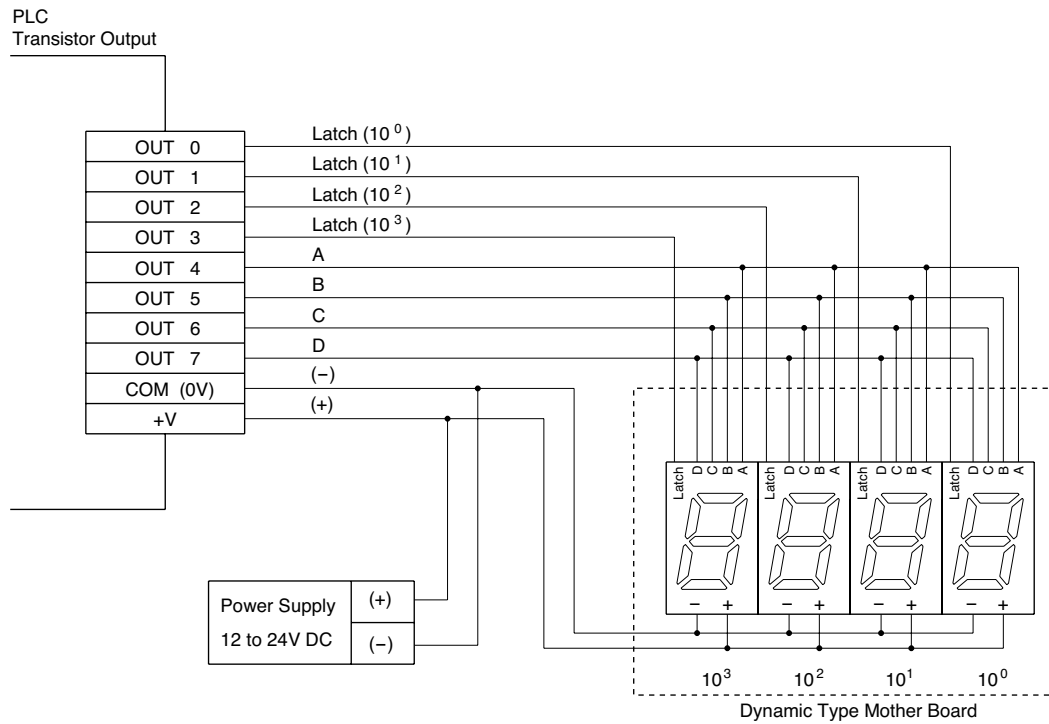 PLC
Transistor Output
OUT 0
OUT 1
OUT 2
OUT 3
OUT 4
OUT 5
OUT 6
OUT 7
COM (0V)
+V
Latch (10⁰)
Latch (10¹)
Latch (10²)
Latch (10³)
A
B
C
D
(−)
(+)
Latch D C B A
Latch D C B A
Latch D C B A
Latch D C B A
− +
− +
− +
− +
10³ 10² 10¹ 10⁰
Power Supply
12 to 24V DC
(+)
(−)
Dynamic Type Mother Board